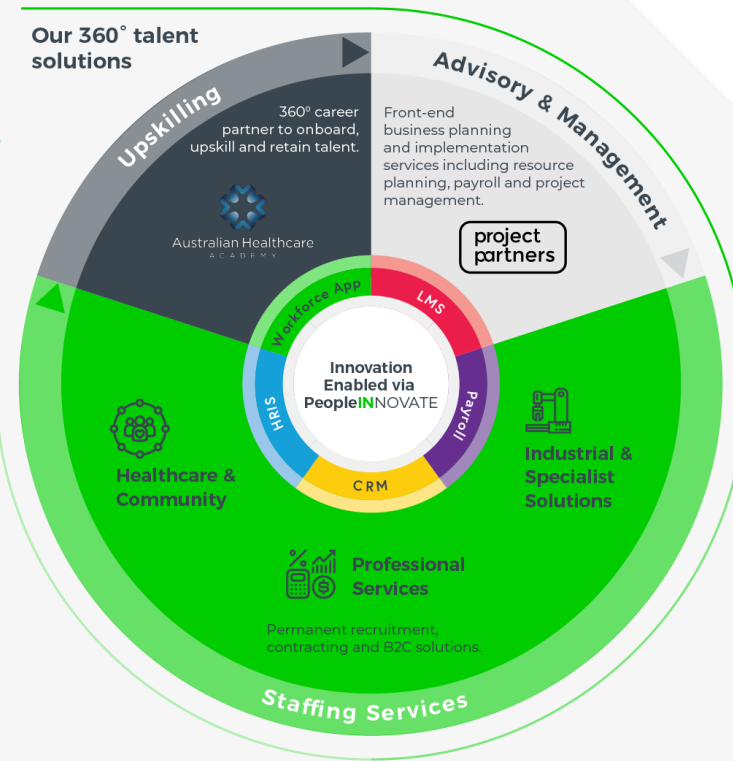 Our 360˚ talent
solutions
Upskilling
360º career
partner to onboard,
upskill and retain talent.
Australian Healthcare
ACADEMY
Advisory & Management
Front-end
business planning
and implementation
services including resource
planning, payroll and project
management.
project
partners
Workforce App
LMS
Payroll
CRM
HRIS
Innovation
Enabled via
PeopleINNOVATE
Healthcare &
Community
Industrial &
Specialist
Solutions
Professional
Services
Permanent recruitment,
contracting and B2C solutions.
Staffing Services